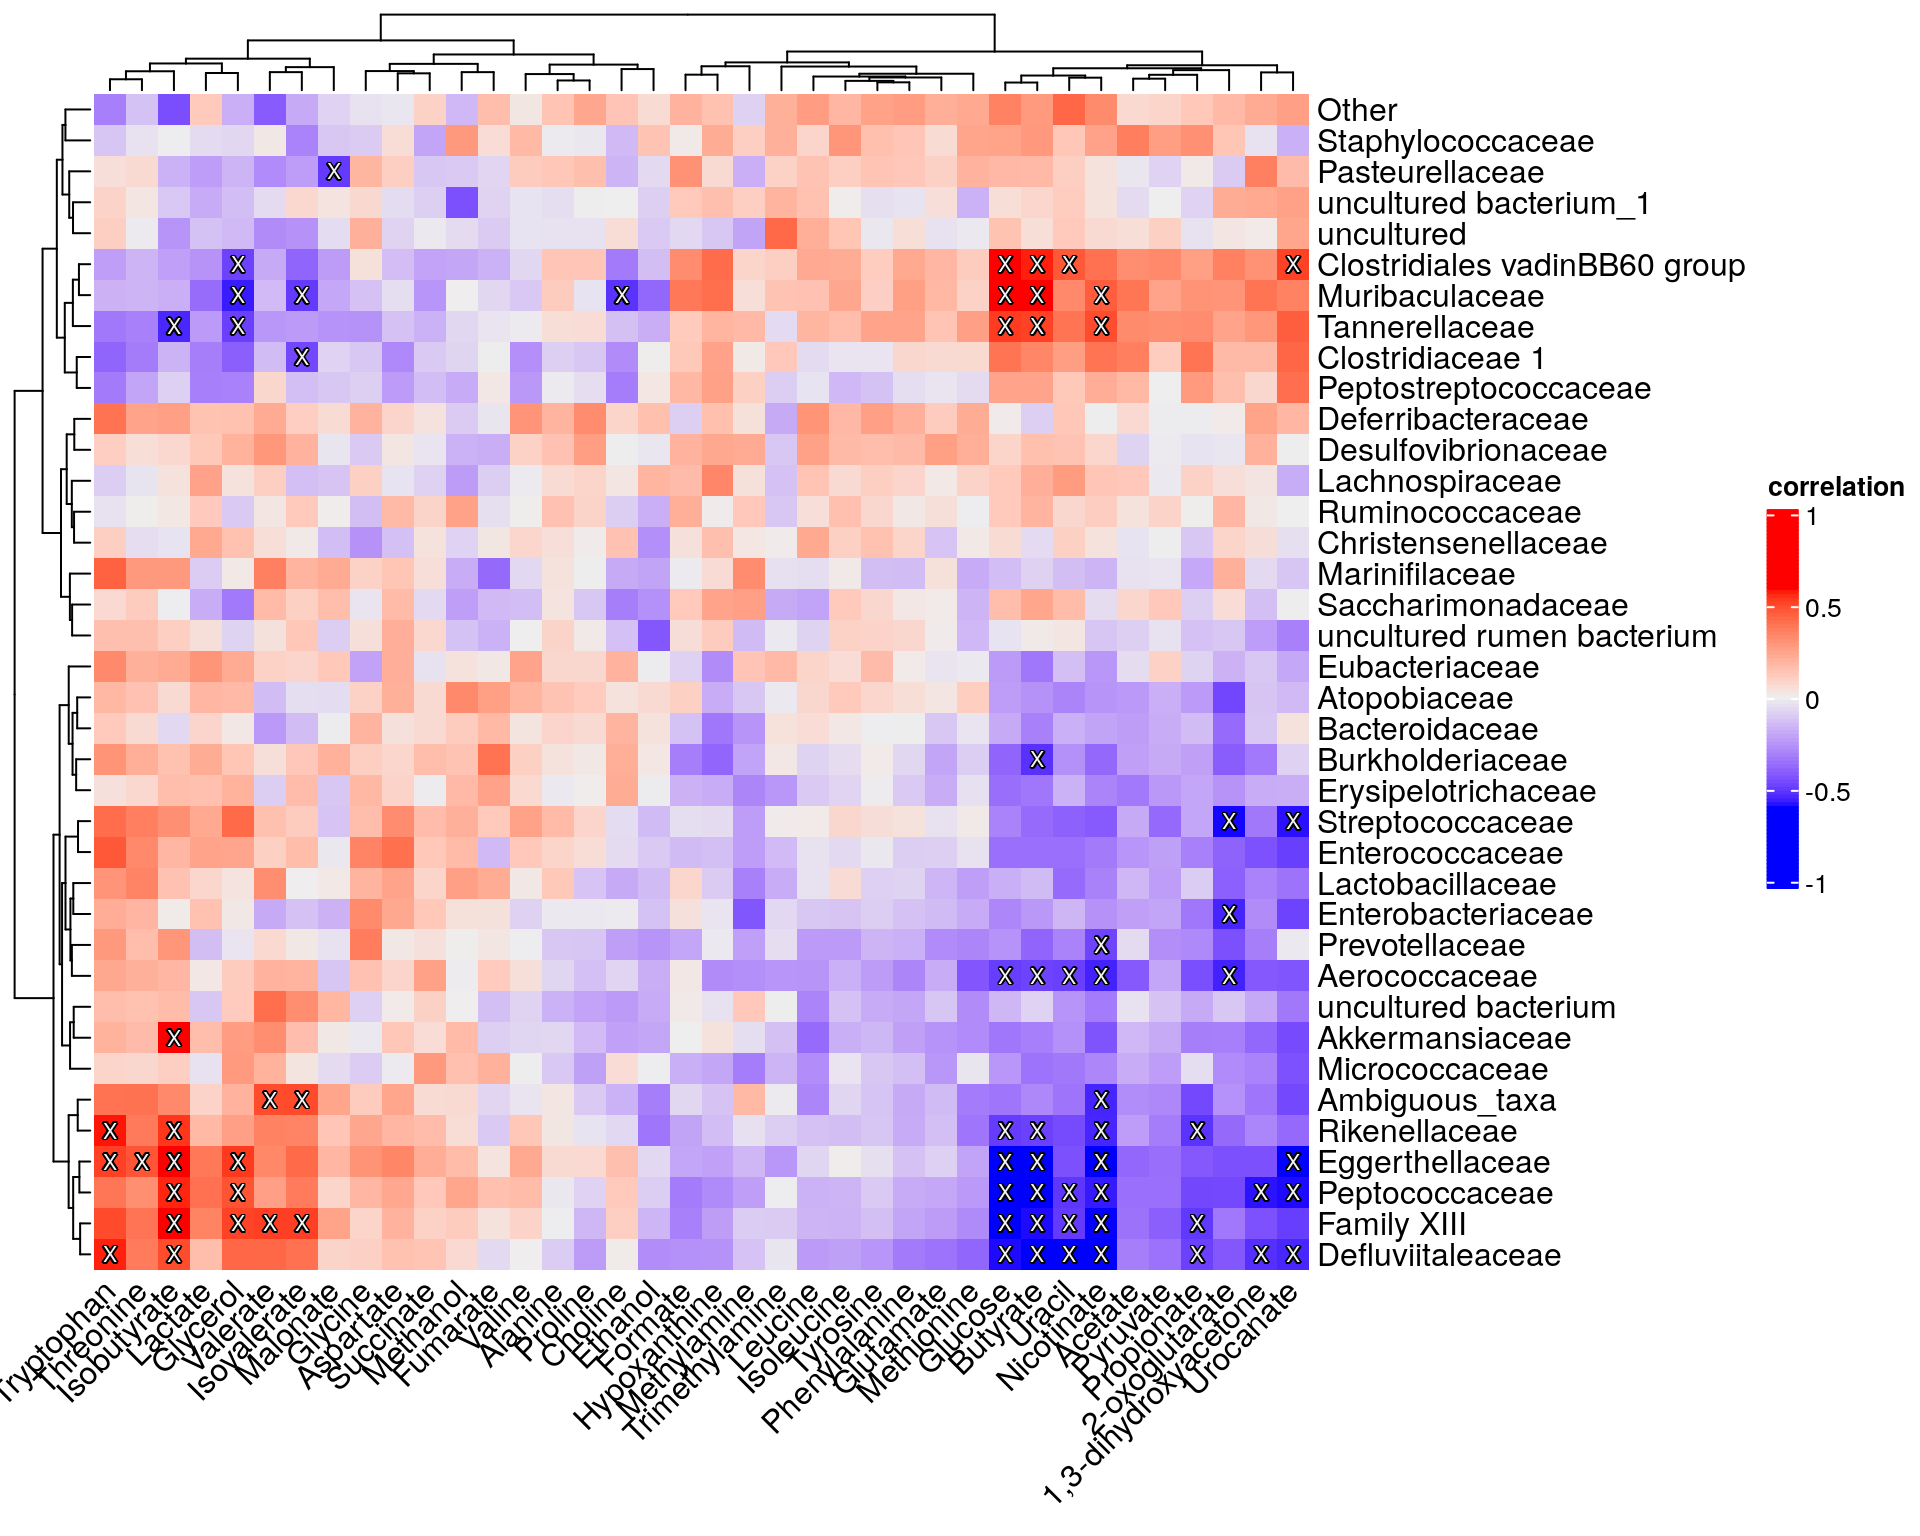 Other
Staphylococcaceae
Pasteurellaceae
uncultured bacterium_1
uncultured
X X X X X Clostridiales vadinBB60 group
X X X X X X Muribaculaceae
X X X X X Tannerellaceae
X Clostridiaceae 1
Peptostreptococcaceae
Deferribacteraceae
Desulfovibrionaceae
Lachnospiraceae
Ruminococcaceae
Christensenellaceae
Marinifilaceae
Saccharimonadaceae
uncultured rumen bacterium
Eubacteriaceae
Atopobiaceae
Bacteroidaceae
X Burkholderiaceae
Erysipelotrichaceae
X X Streptococcaceae
Enterococcaceae
Lactobacillaceae
X Enterobacteriaceae
X Prevotellaceae
X X X X X Aerococcaceae
uncultured bacterium
X Akkermansiaceae
Micrococcaceae
X X X Ambiguous_taxa
X X X X X X Rikenellaceae
X X X X X X X X Eggerthellaceae
X X X X X X X X Peptococcaceae
X X X X X X X X X Family XIII
X X X X X X X X X Defluviitaleaceae
Tryptophan
Threonine
Isobutyrate
Lactate
Glycerol
Valerate
Isovalerate
Malonate
Glycine
Aspartate
Succinate
Methanol
Fumarate
Valine
Alanine
Proline
Choline
Ethanol
Formate
Hypoxanthine
Methylamine
Trimethylamine
Leucine
Isoleucine
Tyrosine
Phenylalanine
Glutamate
Methionine
Glucose
Butyrate
Uracil
Nicotinate
Acetate
Pyruvate
Propionate
2-oxoglutarate
1,3-dihydroxyacetone
Urocanate
correlation
1
0.5
0
-0.5
-1